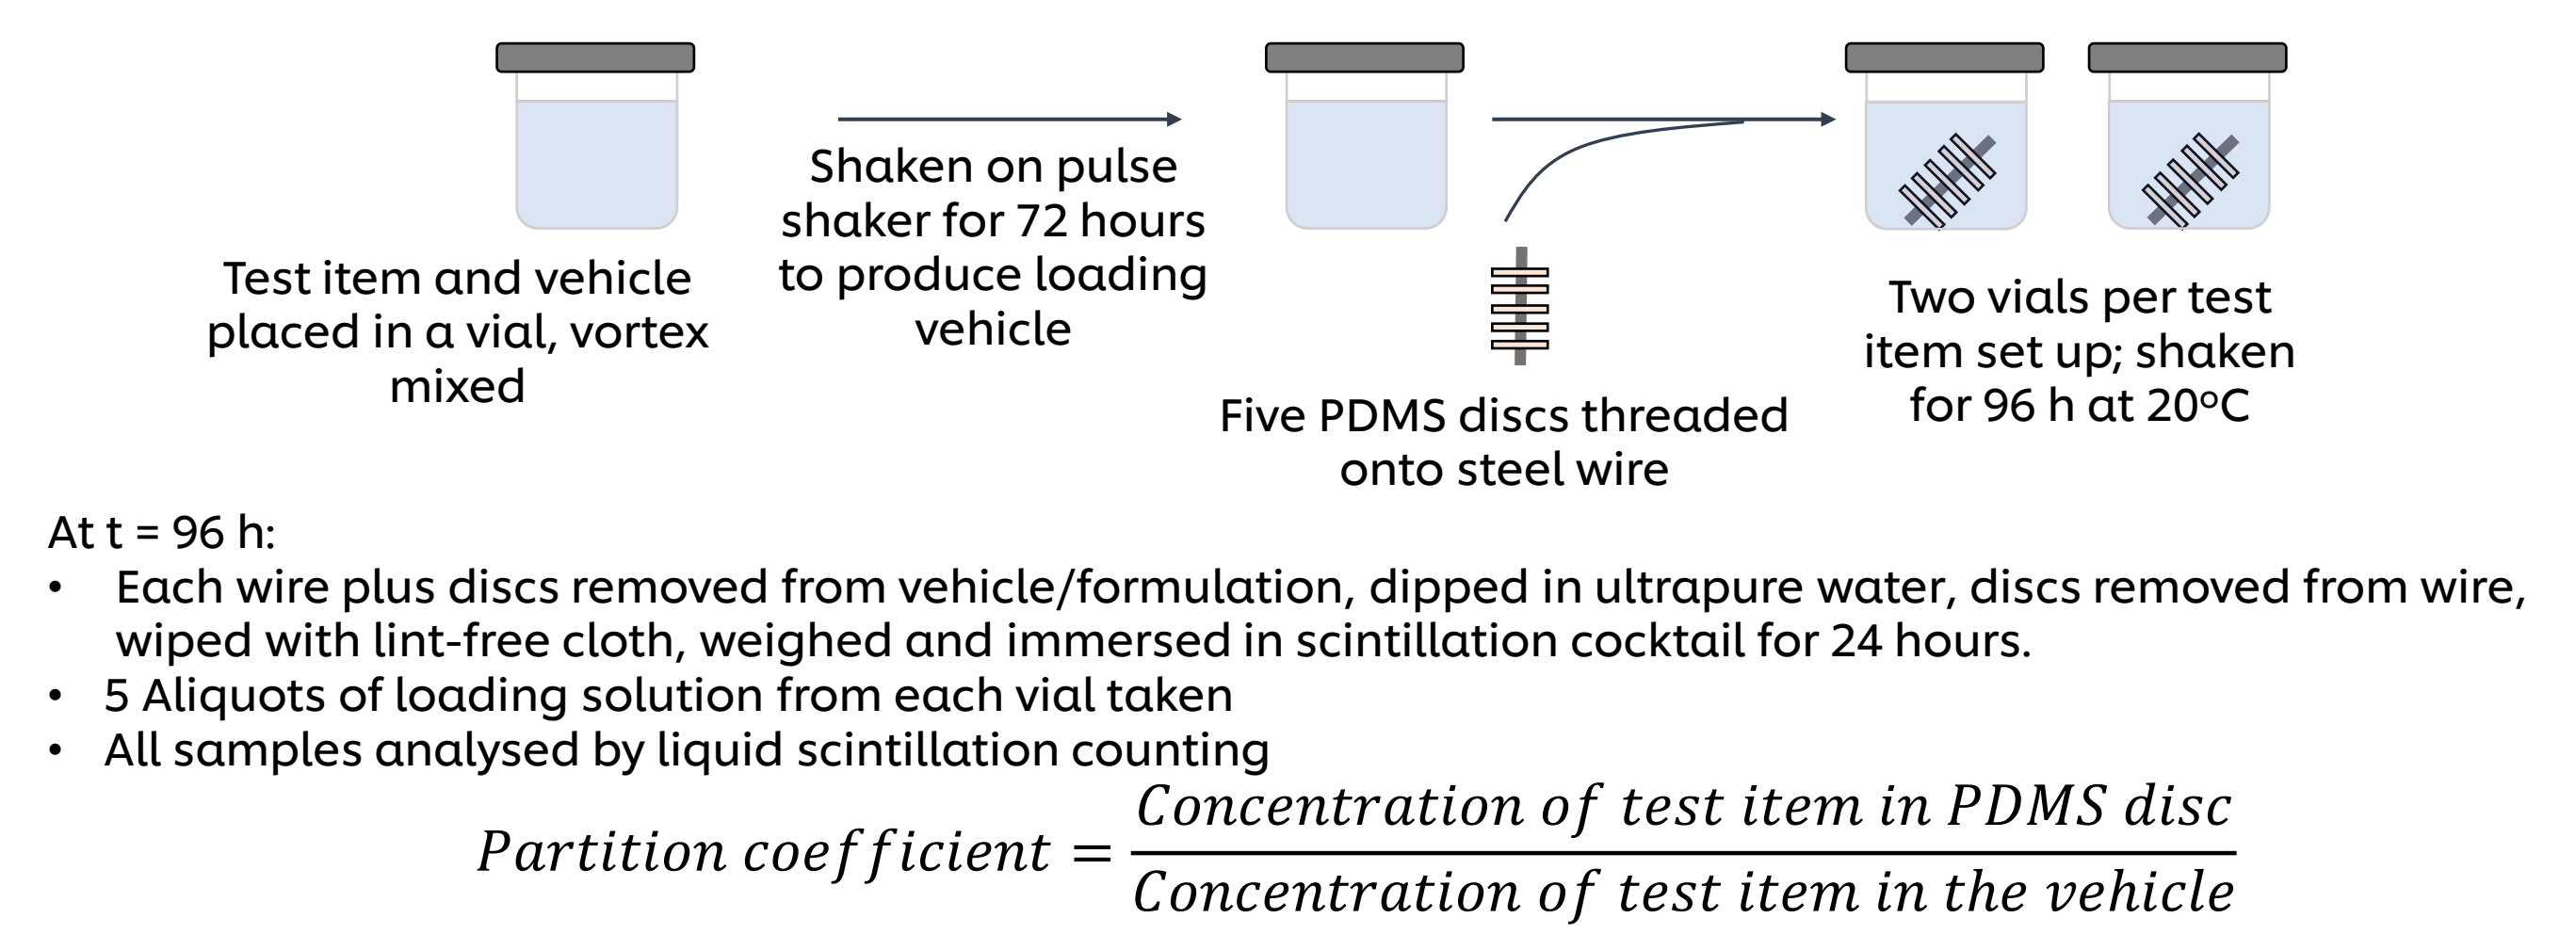 Test item and vehicle
placed in a vial, vortex
mixed
Shaken on pulse
shaker for 72 hours
to produce loading
vehicle
Five PDMS discs threaded
onto steel wire
Two vials per test
item set up; shaken
for 96 h at 20ºC
At t = 96 h:
• Each wire plus discs removed from vehicle/formulation, dipped in ultrapure water, discs removed from wire,
wiped with lint-free cloth, weighed and immersed in scintillation cocktail for 24 hours.
• 5 Aliquots of loading solution from each vial taken
• All samples analysed by liquid scintillation counting
Concentration of test item in PDMS disc
Partition coefficient =
Concentration of test item in the vehicle